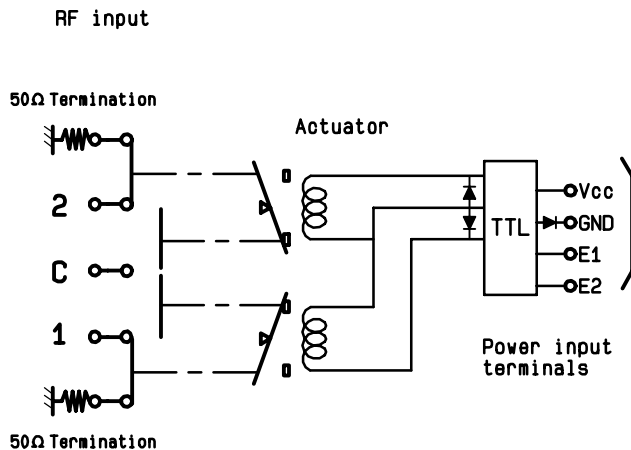 RF input
50Ω Termination
Actuator
2
C
1
TTL
Vcc
GND
E1
E2
Power input
terminals
50Ω Termination